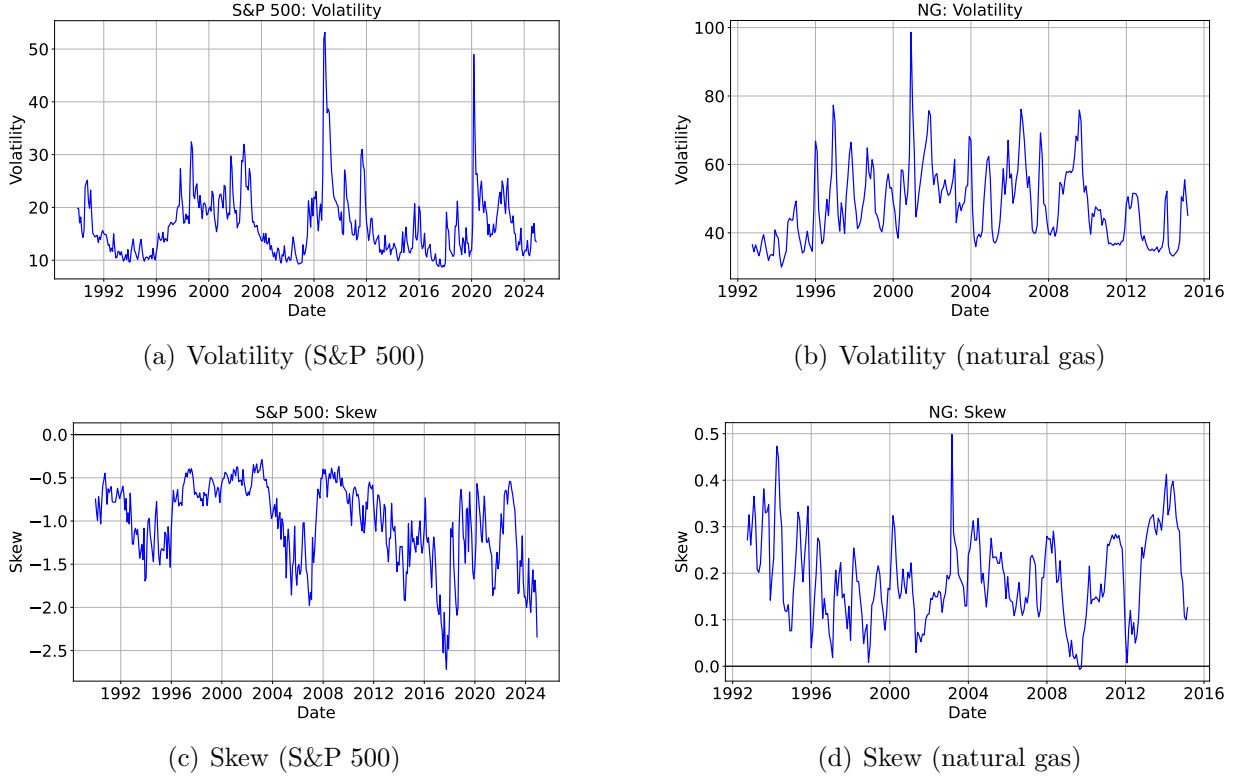 S&P 500: Volatility
Volatility
50
40
30
20
10
1992 1996 2000 2004 2008 2012 2016 2020 2024
Date
(a) Volatility (S&P 500)
NG: Volatility
Volatility
100
80
60
40
1992 1996 2000 2004 2008 2012 2016
Date
(b) Volatility (natural gas)
S&P 500: Skew
Skew
0.0
−0.5
−1.0
−1.5
−2.0
−2.5
1992 1996 2000 2004 2008 2012 2016 2020 2024
Date
(c) Skew (S&P 500)
NG: Skew
Skew
0.5
0.4
0.3
0.2
0.1
0.0
1992 1996 2000 2004 2008 2012 2016
Date
(d) Skew (natural gas)